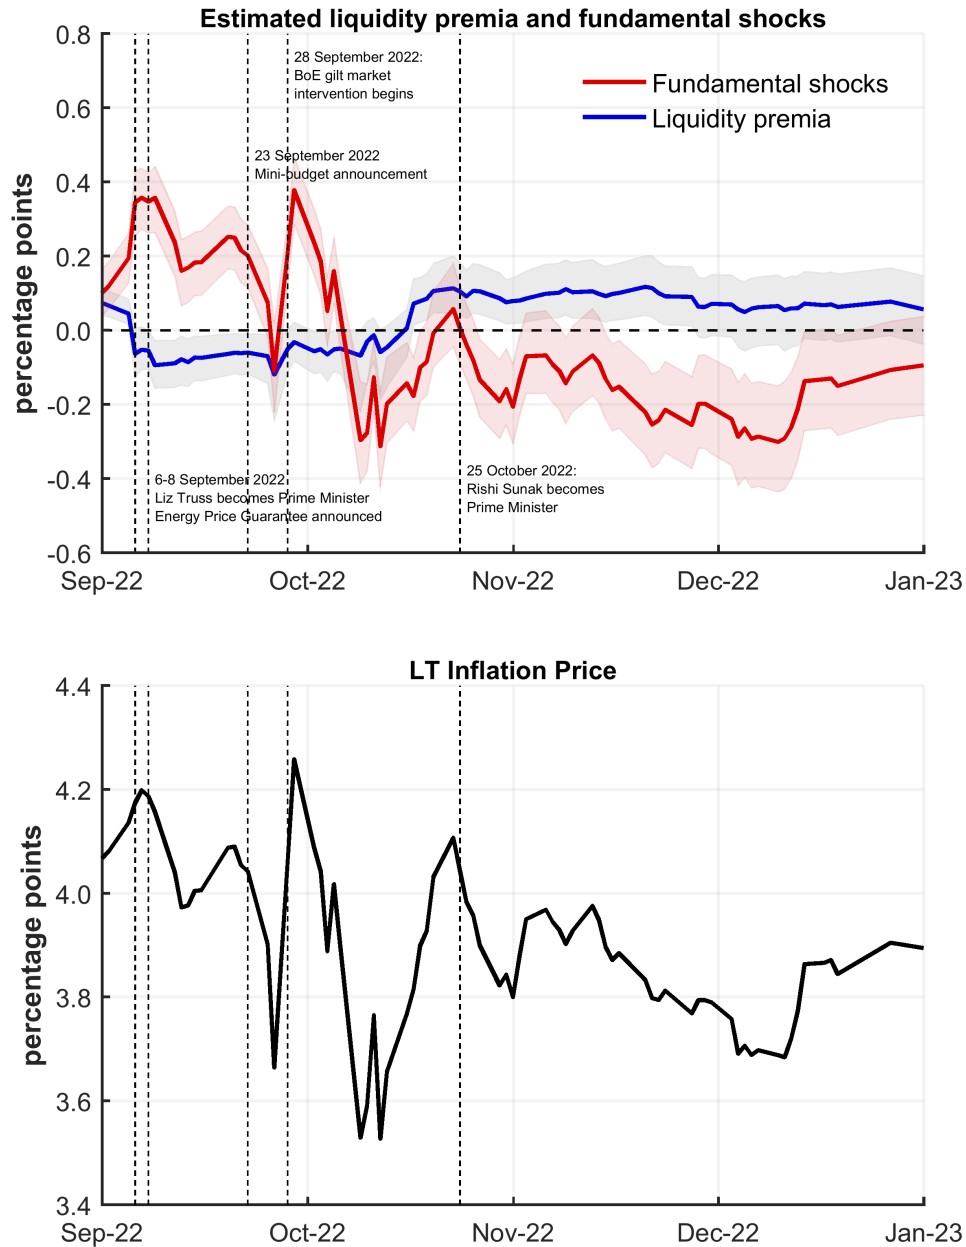 Estimated liquidity premia and fundamental shocks
percentage points
0.8
0.6
0.4
0.2
0.0
-0.2
-0.4
-0.6
28 September 2022:
BoE gilt market
intervention begins
Fundamental shocks
Liquidity premia
23 September 2022
Mini-budget announcement
6-8 September 2022
Liz Truss becomes Prime Minister
Energy Price Guarantee announced
25 October 2022:
Rishi Sunak becomes
Prime Minister
Sep-22 Oct-22 Nov-22 Dec-22 Jan-23
LT Inflation Price
percentage points
4.4
4.2
4.0
3.8
3.6
3.4
Sep-22 Oct-22 Nov-22 Dec-22 Jan-23